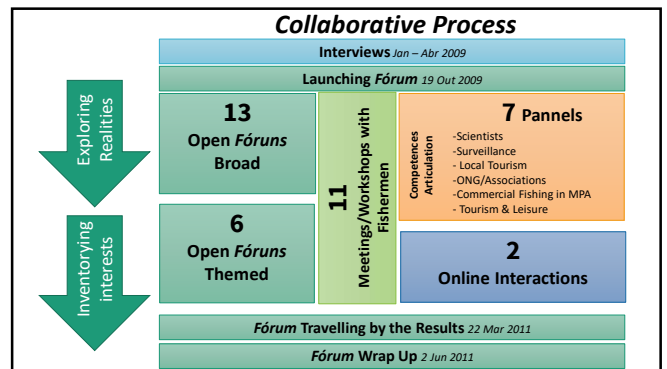 Collaborative Process
Interviews Jan – Abr 2009
Launching Fórum 19 Out 2009
Exploring
Realities
13
Open Fóruns
Broad
11
Meetings/Workshops with
Fishermen
7 Pannels
Competences
Articulation
-Scientists
-Surveillance
- Local Tourism
-ONG/Associations
-Commercial Fishing in MPA
- Tourism & Leisure
Inventorying
interests
6
Open Fóruns
Themed
2
Online Interactions
Fórum Travelling by the Results 22 Mar 2011
Fórum Wrap Up 2 Jun 2011